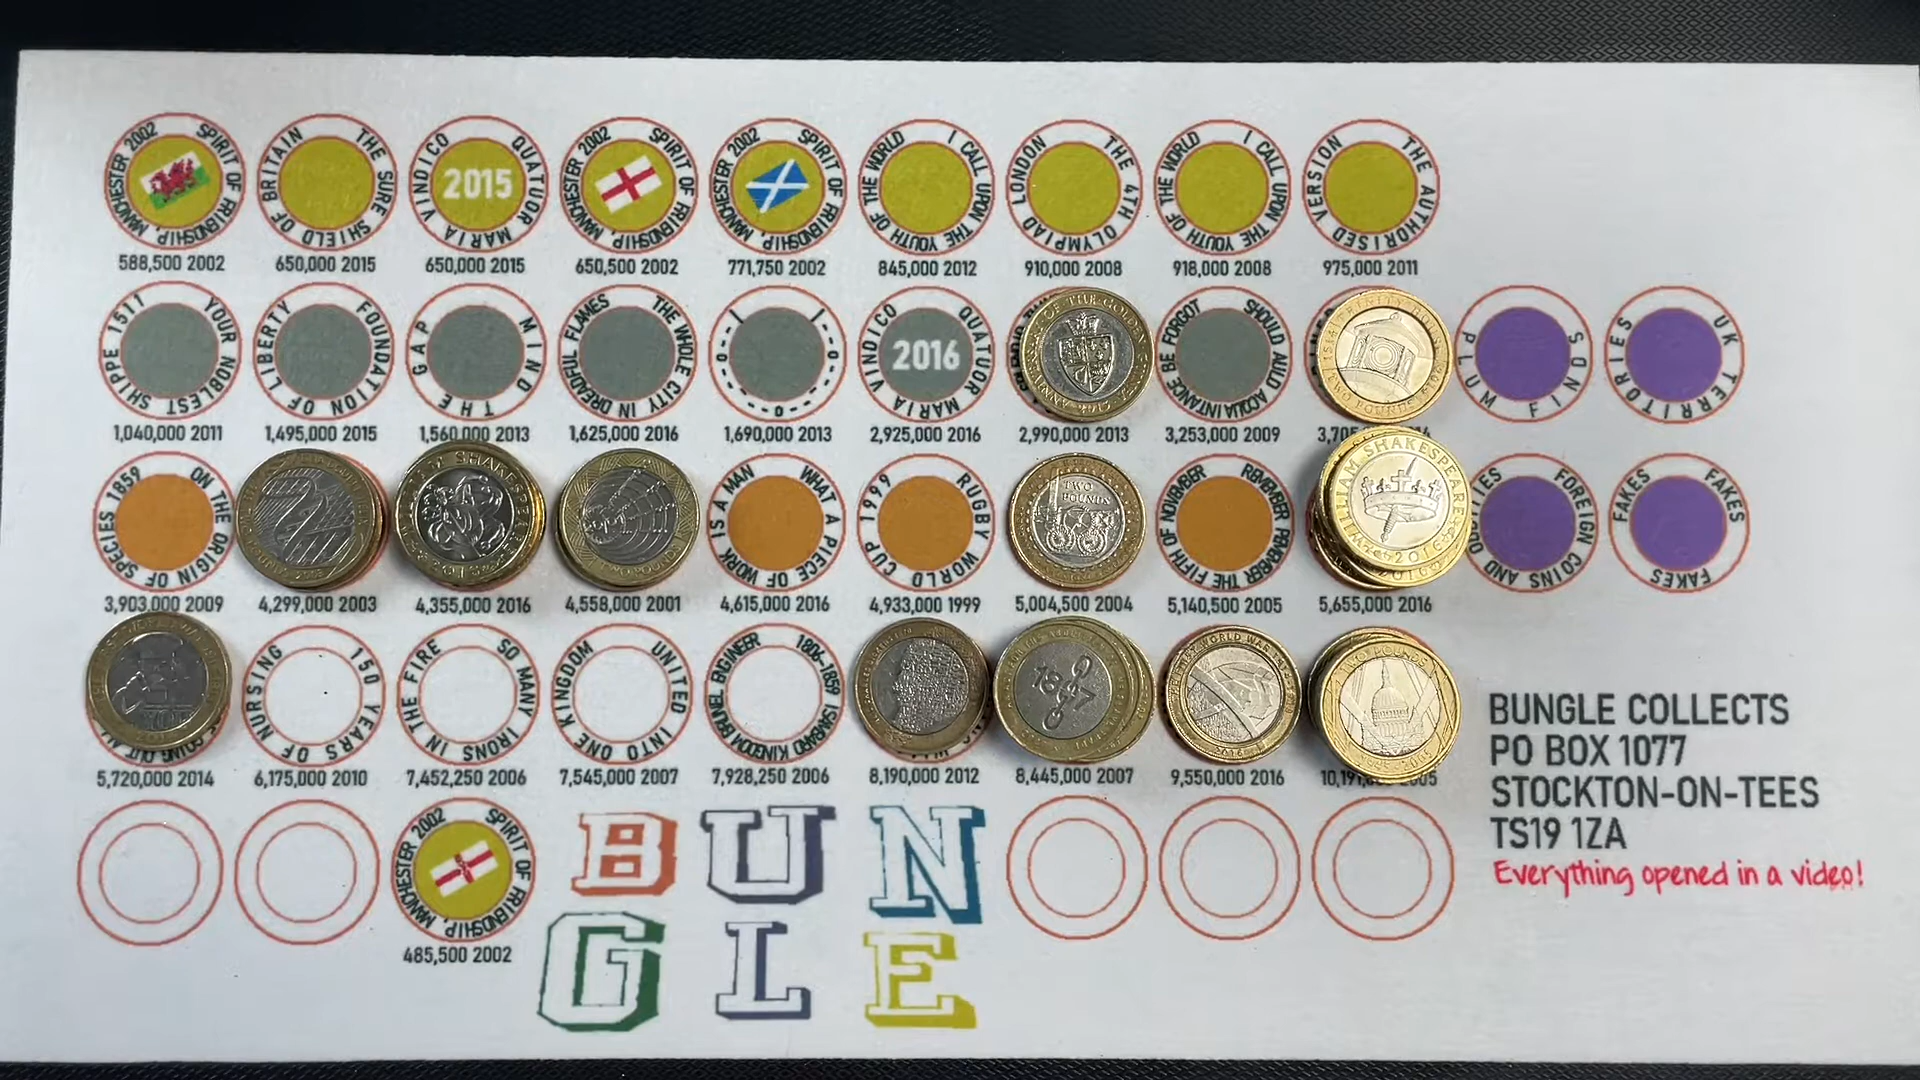 SPIRIT OF FRIENDSHIP, MANCHESTER 2002
THE SURE SHIELD OF BRITAIN
QUATUOR MARIA VINDICO
2015
SPIRIT OF FRIENDSHIP, MANCHESTER 2002
SPIRIT OF FRIENDSHIP, MANCHESTER 2002
I CALL UPON THE YOUTH OF THE WORLD
THE 4TH OLYMPIAD LONDON
I CALL UPON THE YOUTH OF THE WORLD
THE AUTHORISED VERSION
588,500 2002
650,000 2015
650,000 2015
650,500 2002
771,750 2002
845,000 2012
910,000 2008
918,000 2008
975,000 2011
YOUR NOBLEST SHIPPE 1511
FOUNDATION OF LIBERTY
MIND THE GAP
THE WHOLE CITY IN DREADFUL FLAMES
QUATUOR MARIA VINDICO
2016
SHOULD AULD ACQUAINTANCE BE FORGOT
PLUM FINOS
UK TERRITORIES
1,040,000 2011
1,495,000 2015
1,560,000 2013
1,625,000 2016
1,690,000 2013
2,925,000 2016
2,990,000 2013
3,253,000 2009
ON THE ORIGIN OF SPECIES 1859
SHAKESPEARE
WHAT A PIECE OF WORK IS A MAN
RUGBY WORLD CUP 1999
TWO
POUNDS
REMEMBER REMEMBER THE FIFTH OF NOVEMBER
WILLIAM SHAKESPEARE
2016
FOREIGN COINS AND ODDITIES
FAKES FAKES FAKES
3,903,000 2009
4,299,000 2003
4,355,000 2016
4,558,000 2001
4,615,000 2016
4,933,000 1999
5,004,500 2004
5,140,500 2005
5,655,000 2016
150 YEARS OF NURSING
SO MANY IRONS IN THE FIRE
UNITED INTO ONE KINGDOM
1806-1859 ISAMBARD KINGDOM BRUNEL ENGINEER
TWO POUNDS
5,720,000 2014
6,175,000 2010
7,452,250 2006
7,545,000 2007
7,928,250 2006
8,190,000 2012
8,445,000 2007
9,550,000 2016
SPIRIT OF FRIENDSHIP, MANCHESTER 2002
485,500 2002
BUN
GLE
BUNGLE COLLECTS
PO BOX 1077
STOCKTON-ON-TEES
TS19 1ZA
Everything opened in a video!